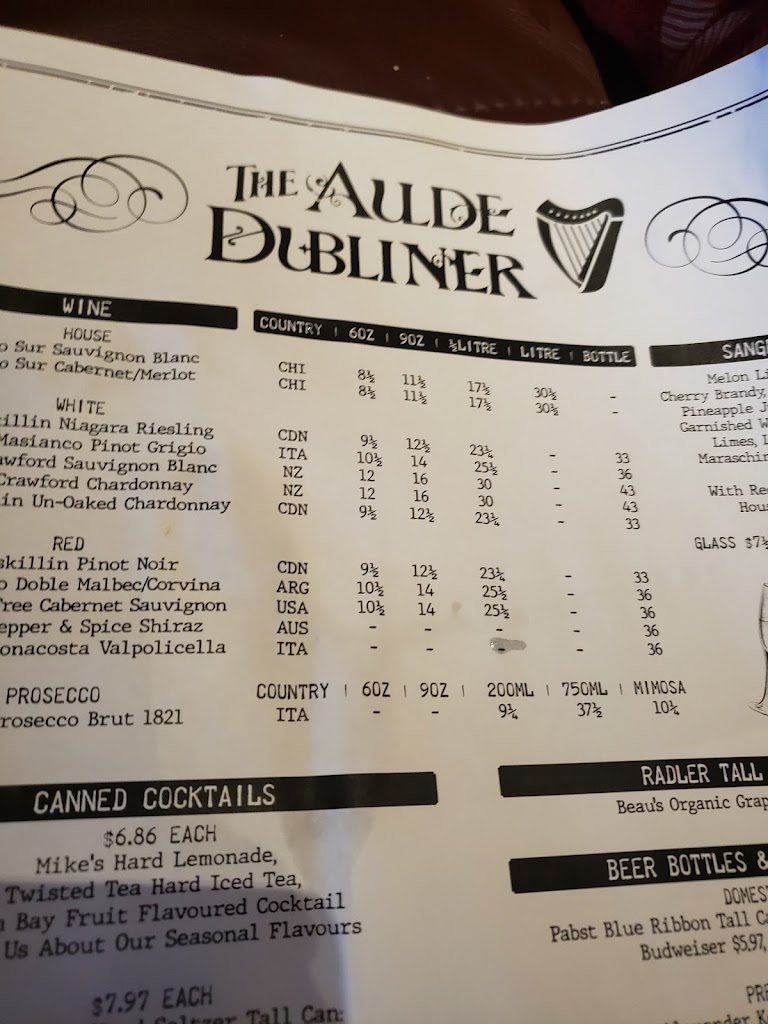 THE AULDE
DUBLINER
WINE
COUNTRY | 6OZ | 9OZ | ½LITRE | LITRE | BOTTLE
HOUSE
Sur Sauvignon Blanc CHI 8½ 11½ 17½ 30½ -
Sur Cabernet/Merlot CHI 8½ 11½ 17½ 30½ -
WHITE
illin Niagara Riesling CDN 9½ 12½ 23¼ - 33
Masianco Pinot Grigio ITA 10½ 14 25½ - 36
wford Sauvignon Blanc NZ 12 16 30 - 43
Crawford Chardonnay NZ 12 16 30 - 43
in Un-Oaked Chardonnay CDN 9½ 12½ 23¼ - 33
RED
skillin Pinot Noir CDN 9½ 12½ 23¼ - 33
o Doble Malbec/Corvina ARG 10½ 14 25½ - 36
Free Cabernet Sauvignon USA 10½ 14 25½ - 36
epper & Spice Shiraz AUS - - - - 36
onacosta Valpolicella ITA - - - - 36
PROSECCO COUNTRY | 6OZ | 9OZ | 200ML | 750ML | MIMOSA
rosecco Brut 1821 ITA - - 9¼ 37½ 10¼
SANG
Melon Li
Cherry Brandy,
Pineapple J
Garnished W
Limes, L
Maraschin
With Re
Hou
GLASS $7½
CANNED COCKTAILS
$6.86 EACH
Mike's Hard Lemonade,
Twisted Tea Hard Iced Tea,
Bay Fruit Flavoured Cocktail
Us About Our Seasonal Flavours
$7.97 EACH
Seltzer Tall Can:
RADLER TALL
Beau's Organic Grap
BEER BOTTLES &
DOMES
Pabst Blue Ribbon Tall Ca
Budweiser $5.97,
PRE